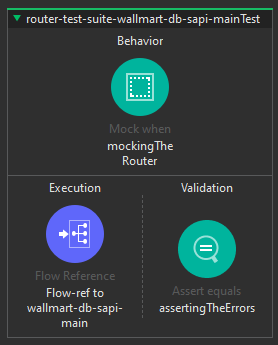 router-test-suite-wallmart-db-sapi-mainTest
Behavior
Mock when
mockingThe
Router
Execution
Validation
Flow Reference
Flow-ref to
wallmart-db-sapi-
main
Assert equals
assertingTheErrors